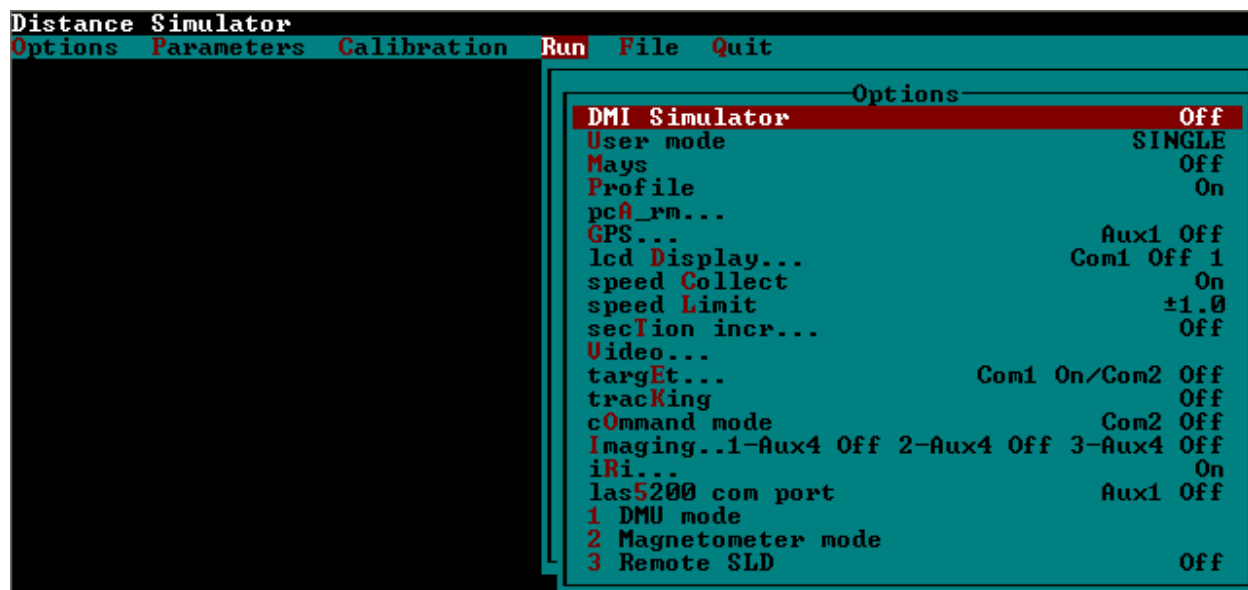 Distance Simulator
Options Parameters Calibration Run File Quit
Options
DMI Simulator Off
User mode SINGLE
Mays Off
Profile On
pcA_rm...
GPS... Aux1 Off
lcd Display... Com1 Off 1
speed Collect On
speed Limit ±1.0
secTion incr... Off
Video...
targEt... Com1 On/Com2 Off
tracKing Off
cOmmand mode Com2 Off
Imaging..1-Aux4 Off 2-Aux4 Off 3-Aux4 Off
iRi... On
las5200 com port Aux1 Off
1 DMU mode
2 Magnetometer mode
3 Remote SLD Off